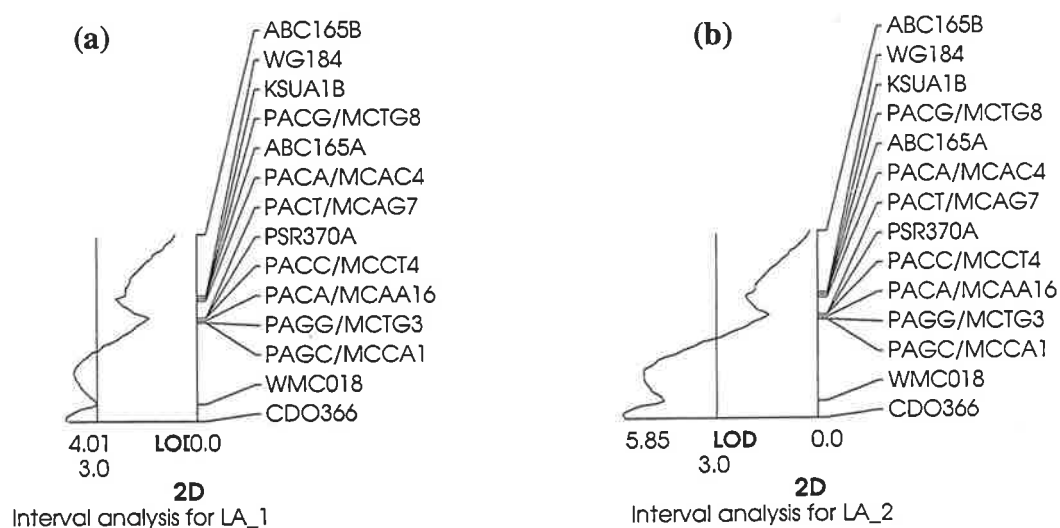 (a)
ABC165B
WG184
KSUA1B
PACG/MCTG8
ABC165A
PACA/MCAC4
PACT/MCAG7
PSR370A
PACC/MCCT4
PACA/MCAA16
PAGG/MCTG3
PAGC/MCCA1
WMC018
CDO366
4.01 LOD 0.0
3.0
2D
Interval analysis for LA_1
(b)
ABC165B
WG184
KSUA1B
PACG/MCTG8
ABC165A
PACA/MCAC4
PACT/MCAG7
PSR370A
PACC/MCCT4
PACA/MCAA16
PAGG/MCTG3
PAGC/MCCA1
WMC018
CDO366
5.85 LOD 0.0
3.0
2D
Interval analysis for LA_2